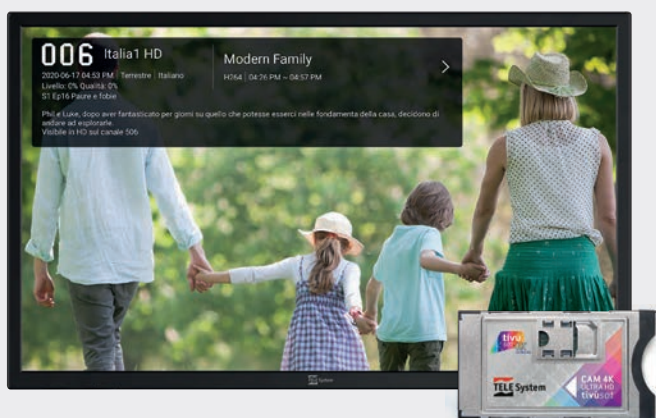 006 Italia1 HD
2020-06-17 04:53 PM | Terrestre | Italiano
Livello: 0% Qualità: 0%
S1 Ep16 Paure e fobie
Modern Family
H264 | 04:26 PM ~ 04:57 PM
Phil e Luke, dopo aver fantasticato per giorni su quello che potesse esserci nelle fondamenta della casa, decidono di
andare ad esplorarle.
Visibile in HD sul canale 506
TELE System
tivù
sat
TELE System
CAM 4K
ULTRA HD
tivùsat